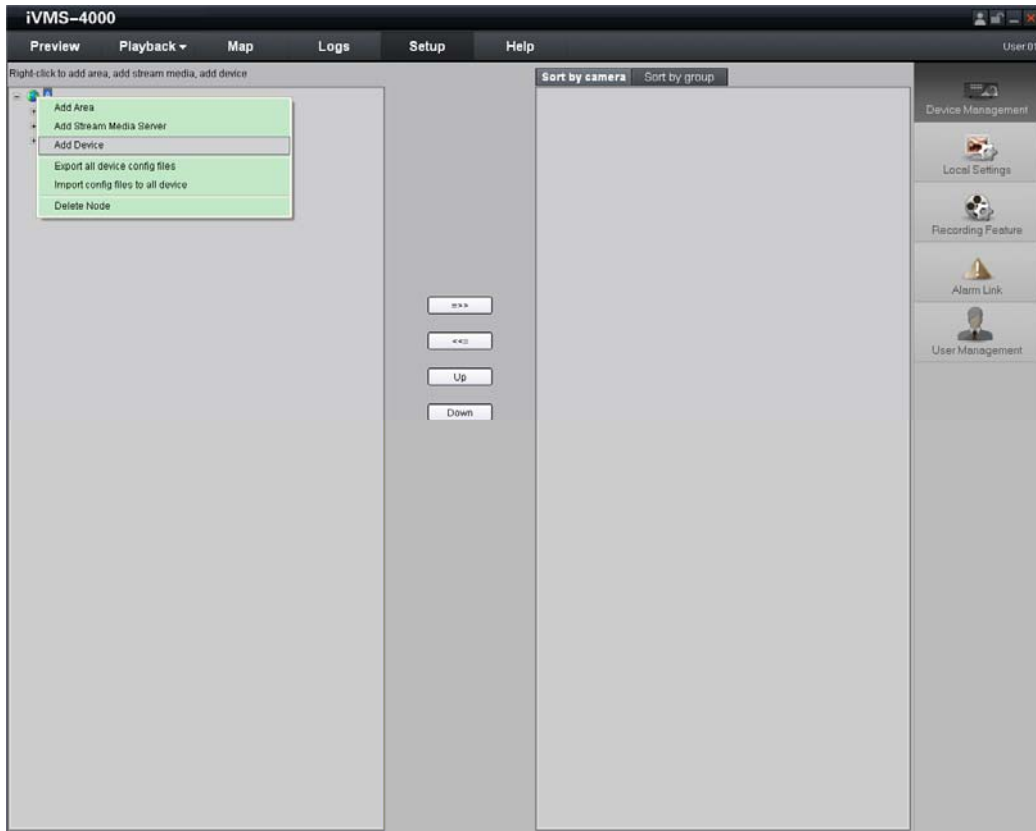 iVMS-4000
Preview Playback Map Logs Setup Help
Right-click to add area, add stream media, add device
Sort by camera Sort by group
Add Area
Add Stream Media Server
Add Device
Export all device config files
Import config files to all device
Delete Node
=>>
<<=
Up
Down
Device Management
Local Settings
Recording Feature
Alarm Link
User Management